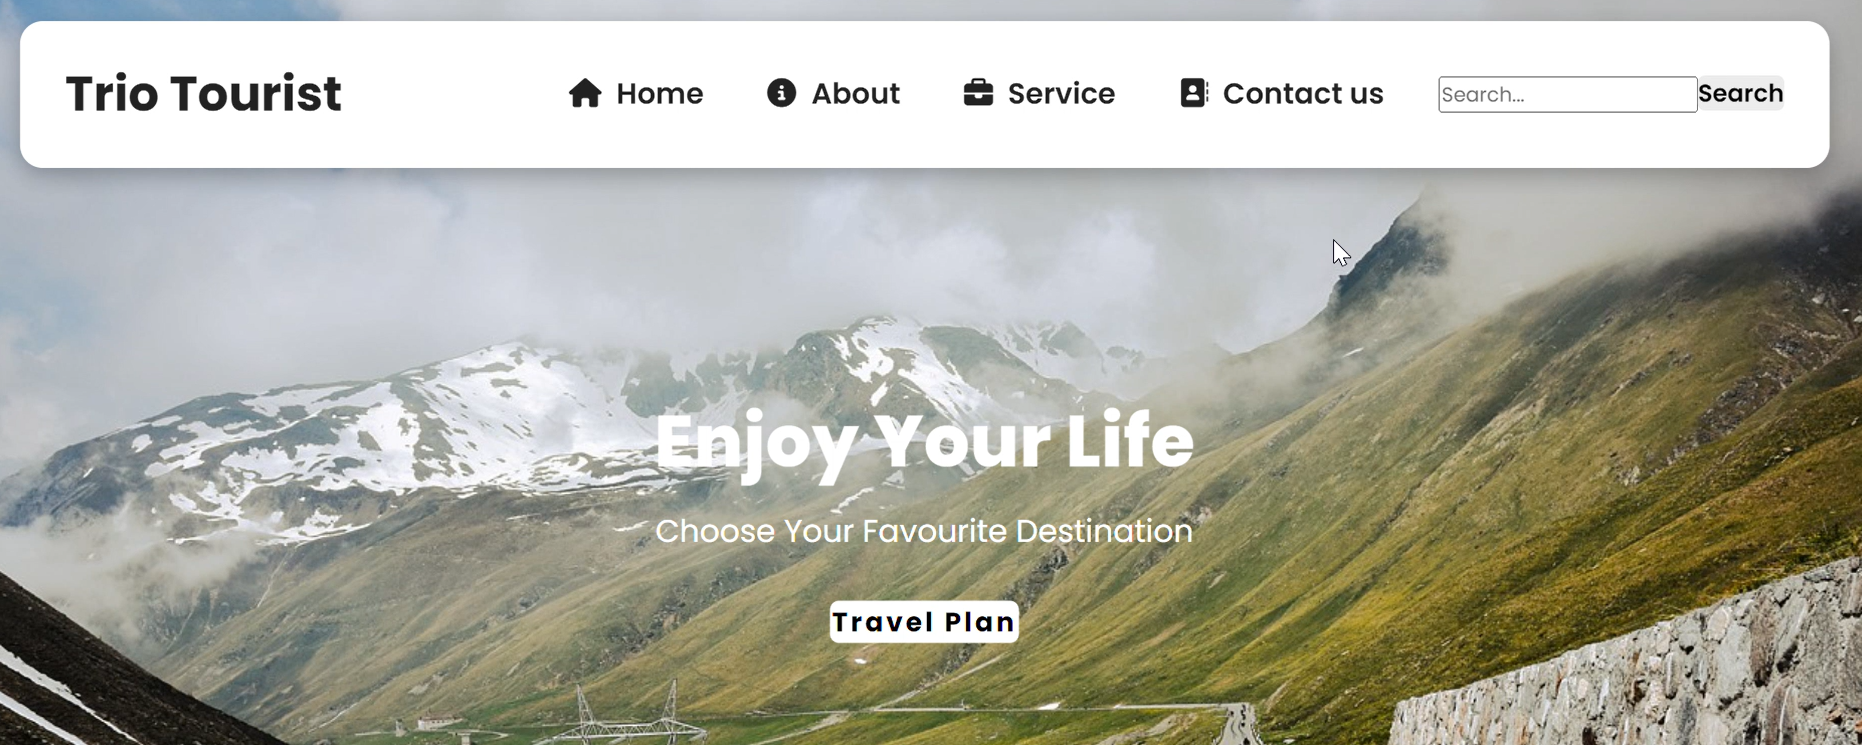 Trio Tourist Home About Service Contact us Search... Search
Enjoy Your Life
Choose Your Favourite Destination
Travel Plan